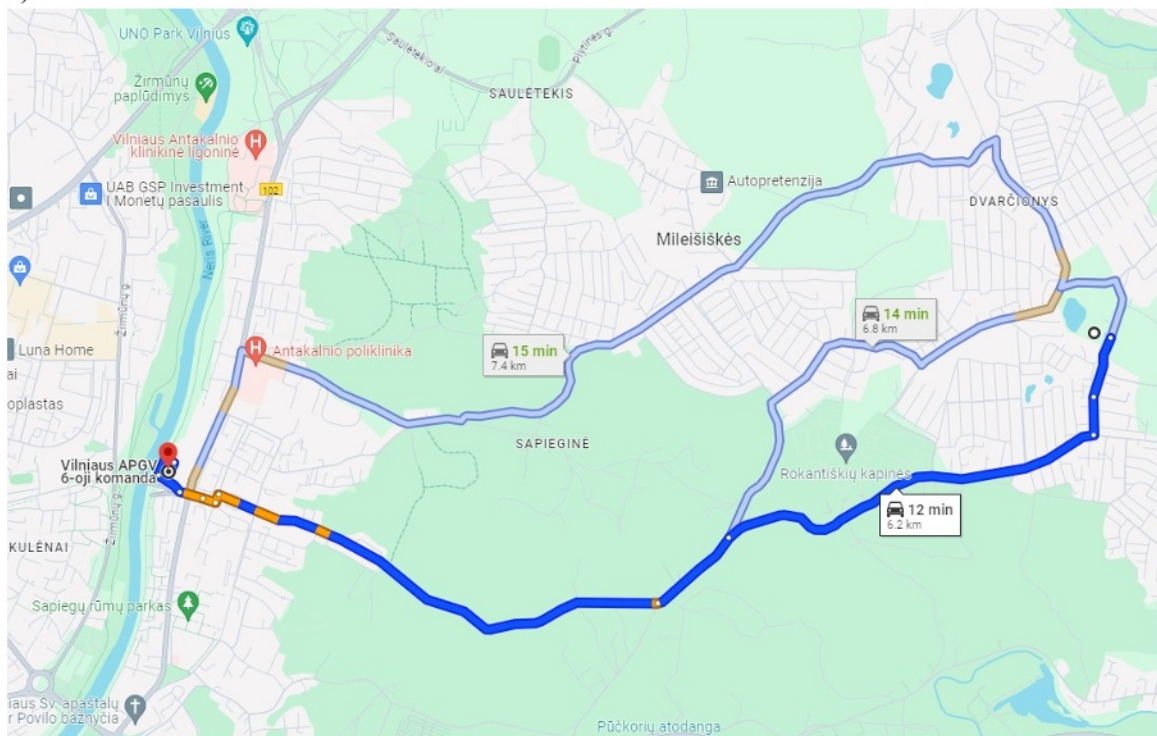 UNO Park Vilnius
Žirmūnų
paplūdimys
Saulėtekio al
Plytinės g.
SAULĖTEKIS
Vilniaus Antakalnio
klinikinė ligoninė
UAB GSP Investment
| Monetų pasaulis
102
Autopretenzija
DVARČIONYS
Neris River
Mileišiškės
Žirmūnų g.
14 min
6.8 km
Luna Home
Antakalnio poliklinika
15 min
7.4 km
ai
oplastas
SAPIEGINĖ
Rokantiškių kapinės
Vilniaus APGV
6-oji komanda
Žirmūnų g.
12 min
6.2 km
KULĖNAI
Sapiegų rūmų parkas
iaus Šv. apaštalų
r Povilo bažnyčia
Pūčkorių atodanga